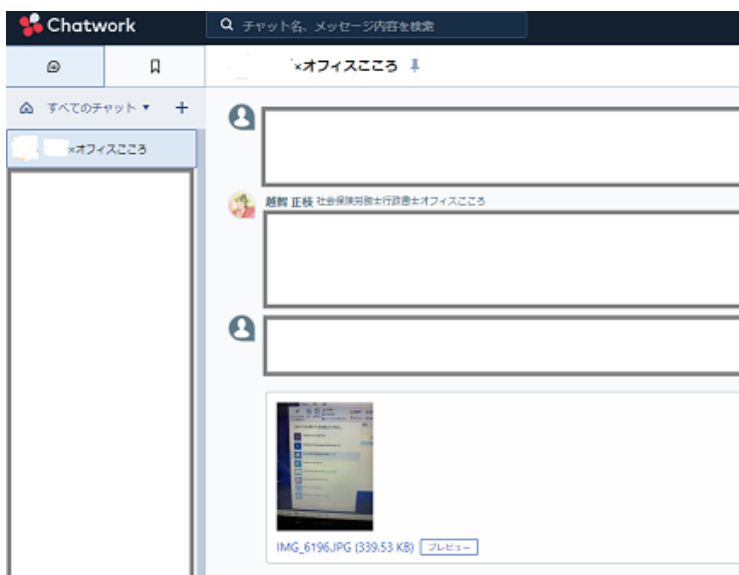 Chatwork
チャット名、メッセージ内容を検索
×オフィスこころ
すべてのチャット
×オフィスこころ
越館 正枝 社会保険労務士行政書士オフィスこころ
IMG_6196.JPG (339.53 KB) プレビュー